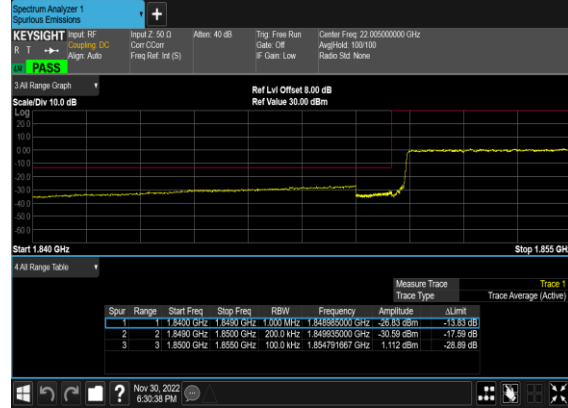 Spectrum Analyzer 1
Spurious Emissions
+
KEYSIGHT Input: RF Input Z: 50 Ω Atten: 40 dB Trig: Free Run Center Freq: 22.005000000 GHz
R T Coupling: DC Corr CCorr Gate: Off Avg|Hold: 100/100
Align: Auto Freq Ref: Int (S) IF Gain: Low Radio Std: None
PASS
3 All Range Graph
Ref Lvl Offset 8.00 dB
Scale/Div 10.0 dB Ref Value 30.00 dBm
Log
20.0
10.0
0.00
-10.0
-20.0
-30.0
-40.0
-50.0
-60.0
Start 1.840 GHz Stop 1.855 GH
4 All Range Table
Measure Trace Trace 1
Trace Type Trace Average (Active)
Spur Range Start Freq Stop Freq RBW Frequency Amplitude ΔLimit
1 1 1.8400 GHz 1.8490 GHz 1.000 MHz 1.848985000 GHz -26.83 dBm -13.83 dB
2 2 1.8490 GHz 1.8500 GHz 200.0 kHz 1.849935000 GHz -30.59 dBm -17.59 dB
3 3 1.8500 GHz 1.8550 GHz 100.0 kHz 1.854791667 GHz 1.112 dBm -28.89 dB
?
Nov 30, 2022
6:30:38 PM